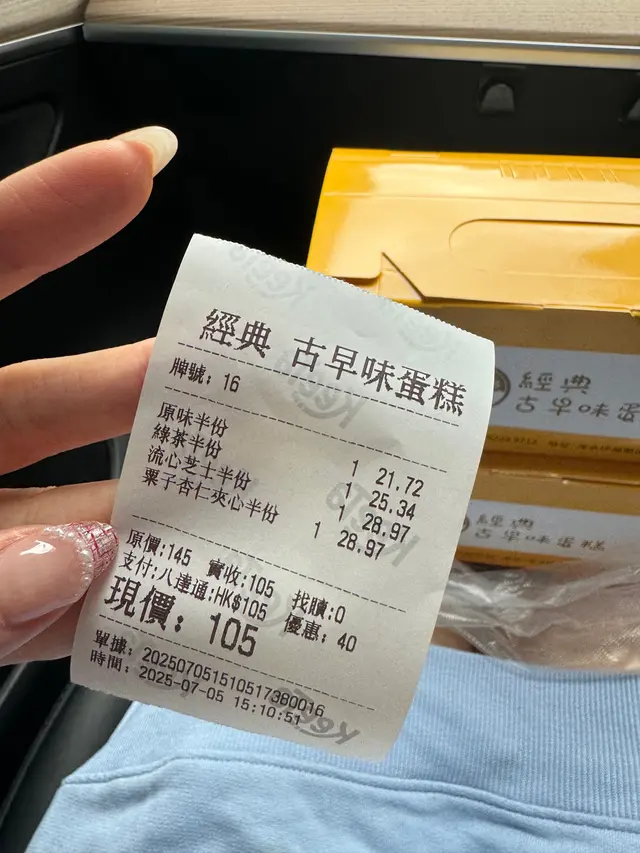 經典 古早味蛋糕
牌號：16
原味半份 1 21.72
綠茶半份 1 25.34
流心芝士半份 1 28.97
栗子杏仁夾心半份 1 28.97
原價:145 實收:105 找贖:0
支付:八達通:HK$105 優惠: 40
現價: 105
單據: 202507051510517380016
時間: 2025-07-05 15:10:51
Keeta
經典
古早味蛋
經典
古早味蛋糕